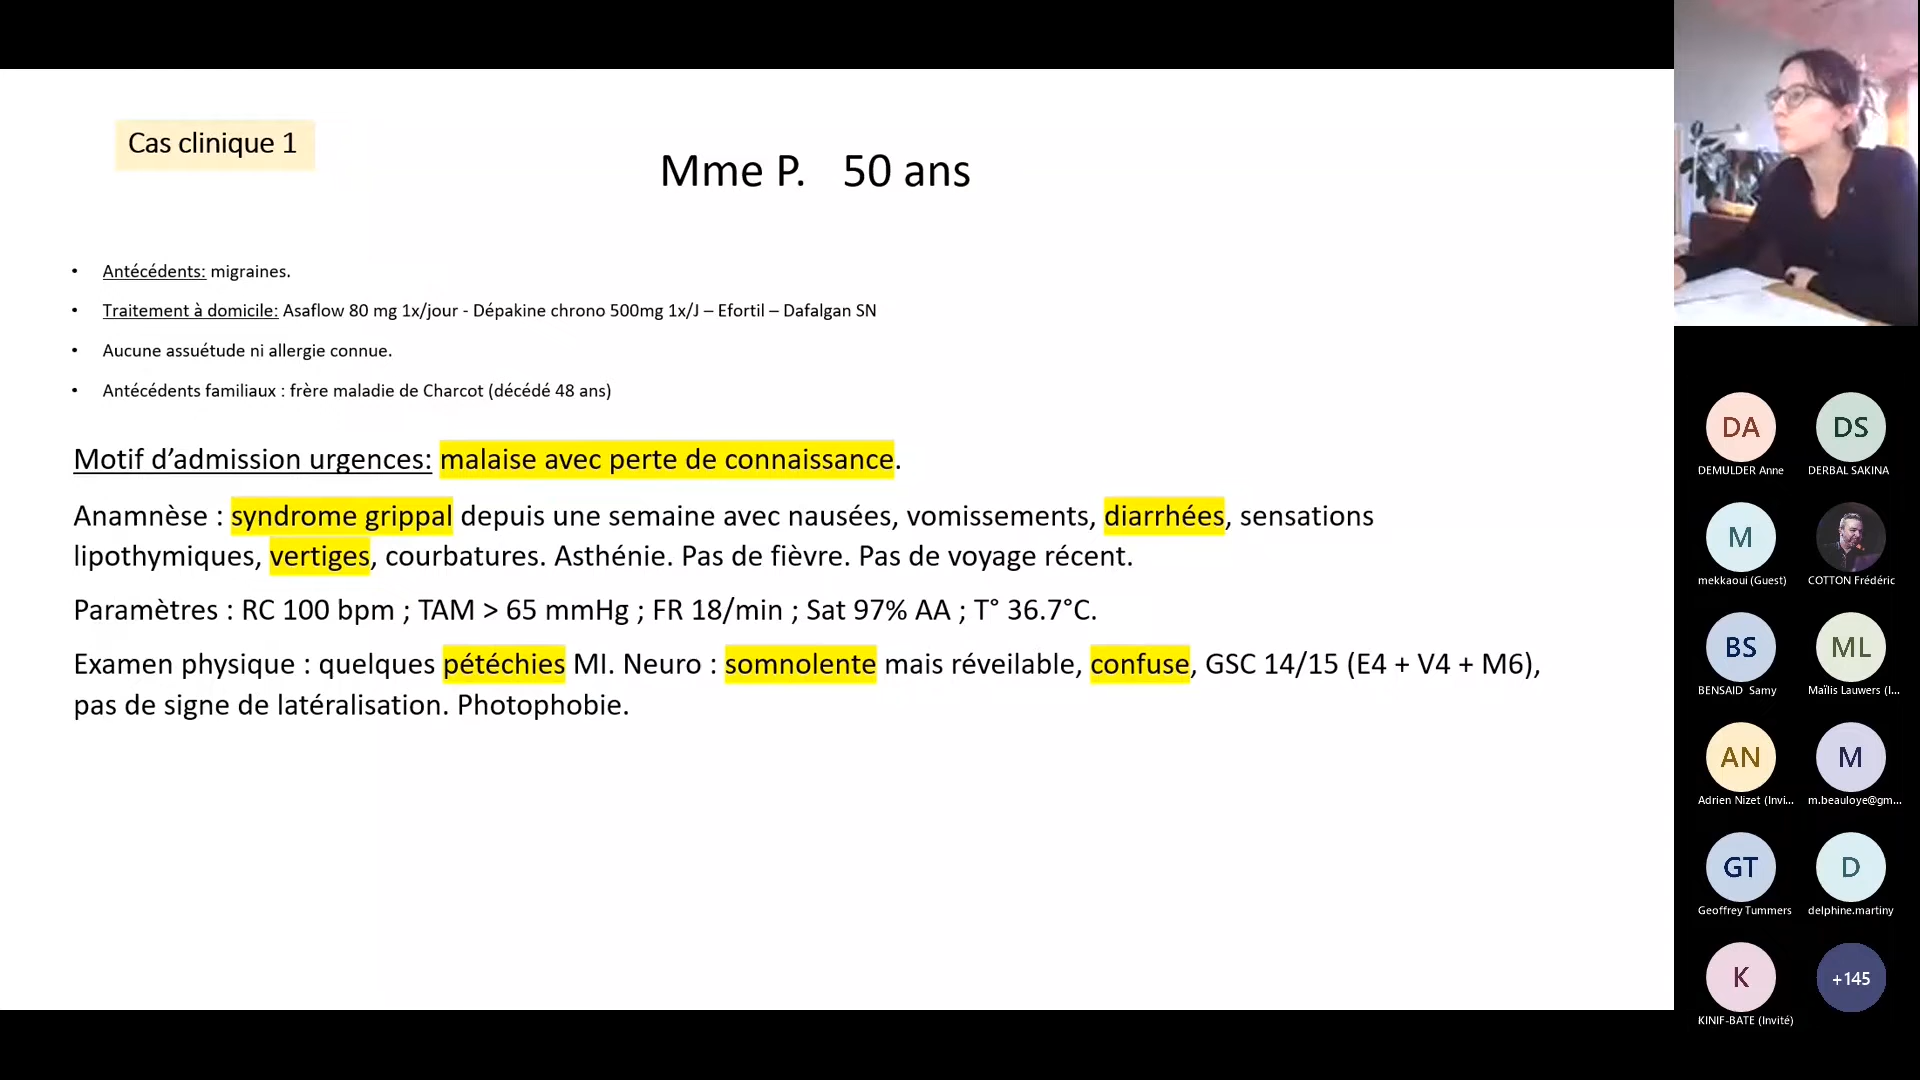 Cas clinique 1
Mme P. 50 ans
• Antécédents: migraines.
• Traitement à domicile: Asaflow 80 mg 1x/jour - Dépakine chrono 500mg 1x/J – Efortil – Dafalgan SN
• Aucune assuétude ni allergie connue.
• Antécédents familiaux : frère maladie de Charcot (décédé 48 ans)
Motif d’admission urgences: malaise avec perte de connaissance.
Anamnèse : syndrome grippal depuis une semaine avec nausées, vomissements, diarrhées, sensations
lipothymiques, vertiges, courbatures. Asthénie. Pas de fièvre. Pas de voyage récent.
Paramètres : RC 100 bpm ; TAM > 65 mmHg ; FR 18/min ; Sat 97% AA ; T° 36.7°C.
Examen physique : quelques pétéchies MI. Neuro : somnolente mais réveilable, confuse, GSC 14/15 (E4 + V4 + M6),
pas de signe de latéralisation. Photophobie.
DA DS
DEMULDER Anne DERBAL SAKINA
M
mekkaoui (Guest) COTTON Frédéric
BS ML
BENSAID Samy Maïlis Lauwers (I...
AN M
Adrien Nizet (Invi... m.beauloye@gm...
GT D
Geoffrey Tummers delphine.martiny
K +145
KINIF-BATE (Invité)